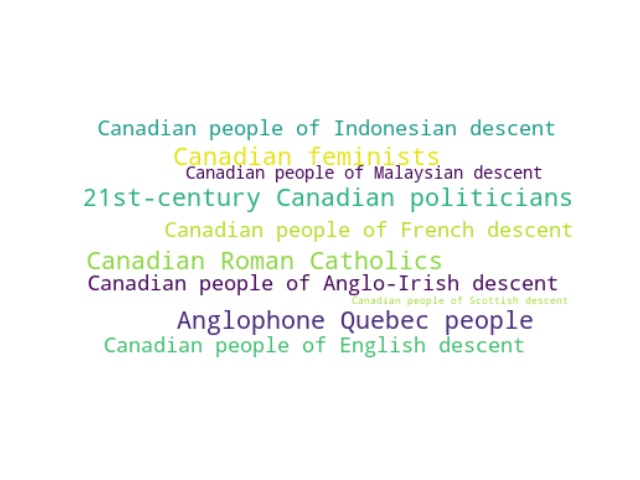 Canadian people of Indonesian descent
Canadian feminists
Canadian people of Malaysian descent
21st-century Canadian politicians
Canadian people of French descent
Canadian Roman Catholics
Canadian people of Anglo-Irish descent
Canadian people of Scottish descent
Anglophone Quebec people
Canadian people of English descent